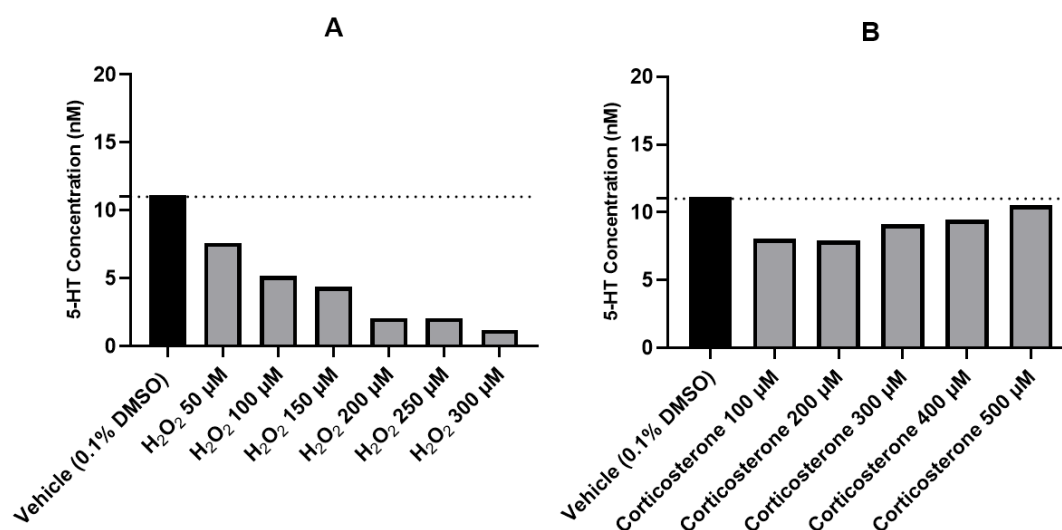 A
5-HT Concentration (nM)
20
15
10
5
0
Vehicle (0.1% DMSO)
H₂O₂ 50 µM
H₂O₂ 100 µM
H₂O₂ 150 µM
H₂O₂ 200 µM
H₂O₂ 250 µM
H₂O₂ 300 µM
B
5-HT Concentration (nM)
20
15
10
5
0
Vehicle (0.1% DMSO)
Corticosterone 100 µM
Corticosterone 200 µM
Corticosterone 300 µM
Corticosterone 400 µM
Corticosterone 500 µM